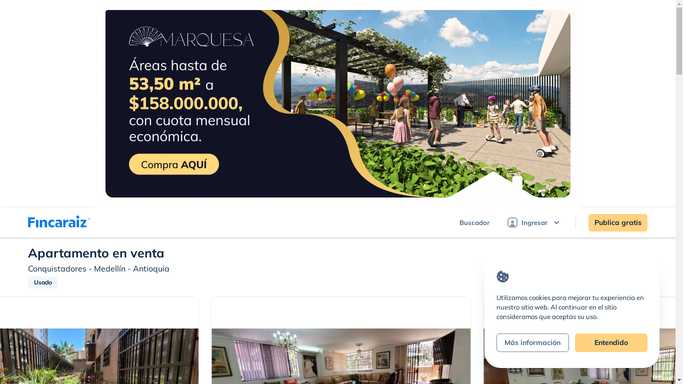 MARQUESA
Áreas hasta de
53,50 m² a
$158.000.000,
con cuota mensual
económica.
Compra AQUÍ
Fincaraiz
Buscador
Ingresar
Publica gratis
Apartamento en venta
Conquistadores - Medellín - Antioquia
Usado
Utilizamos cookies para mejorar tu experiencia en
nuestro sitio web. Al continuar en el sitio
consideramos que aceptas su uso.
Más información
Entendido